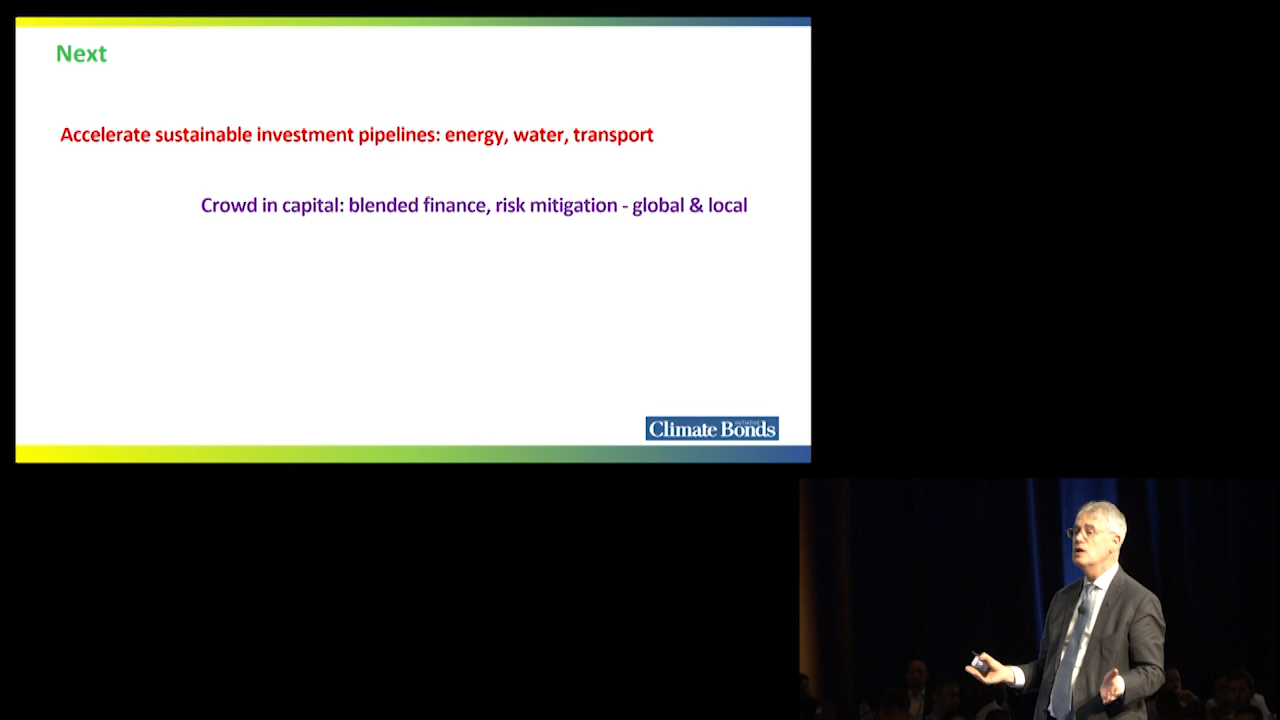 Next
Accelerate sustainable investment pipelines: energy, water, transport
Crowd in capital: blended finance, risk mitigation - global & local
Climate Bonds